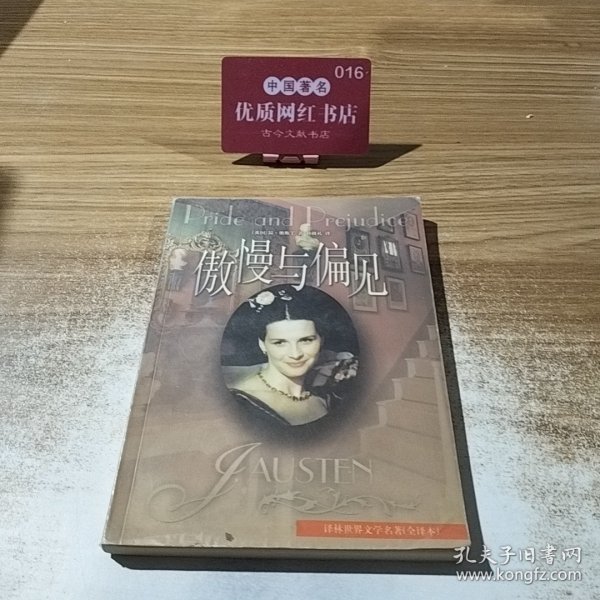 016
中国著名
优质网红书店
古今文献书店
Pride and Prejudice
傲慢与偏见
J. AUSTEN
译林世界文学名著[全译本]
孔夫子旧书网
www.kongfz.com